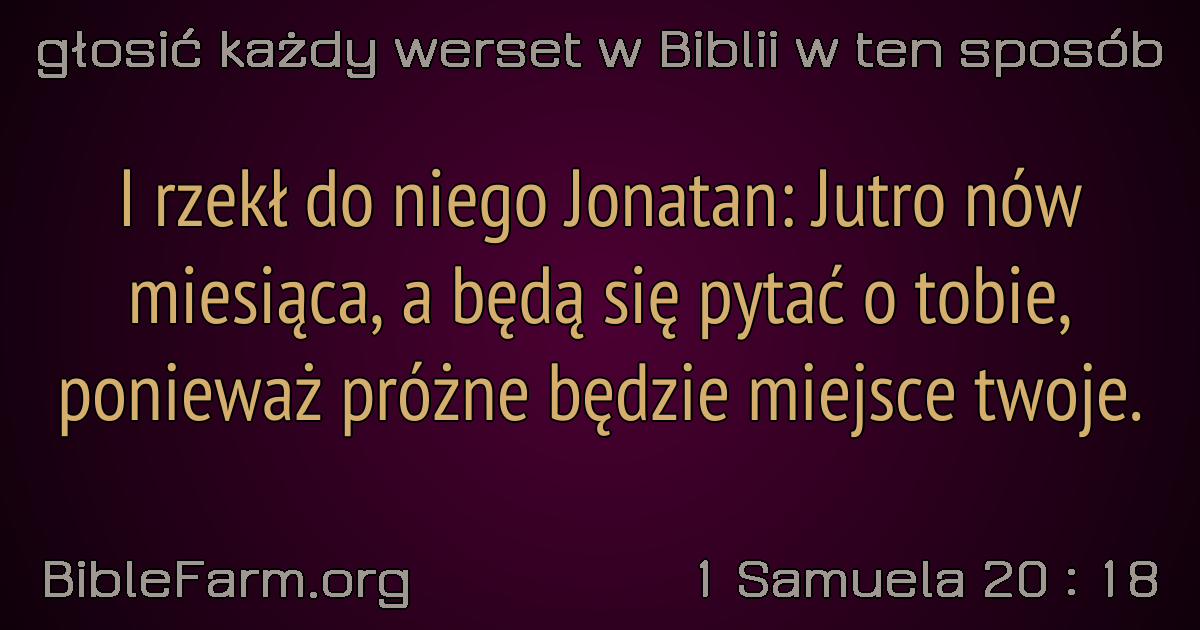 głosić każdy werset w Biblii w ten sposób
I rzekł do niego Jonatan: Jutro nów
miesiąca, a będą się pytać o tobie,
ponieważ próżne będzie miejsce twoje.
BibleFarm.org
1 Samuela 20 : 18